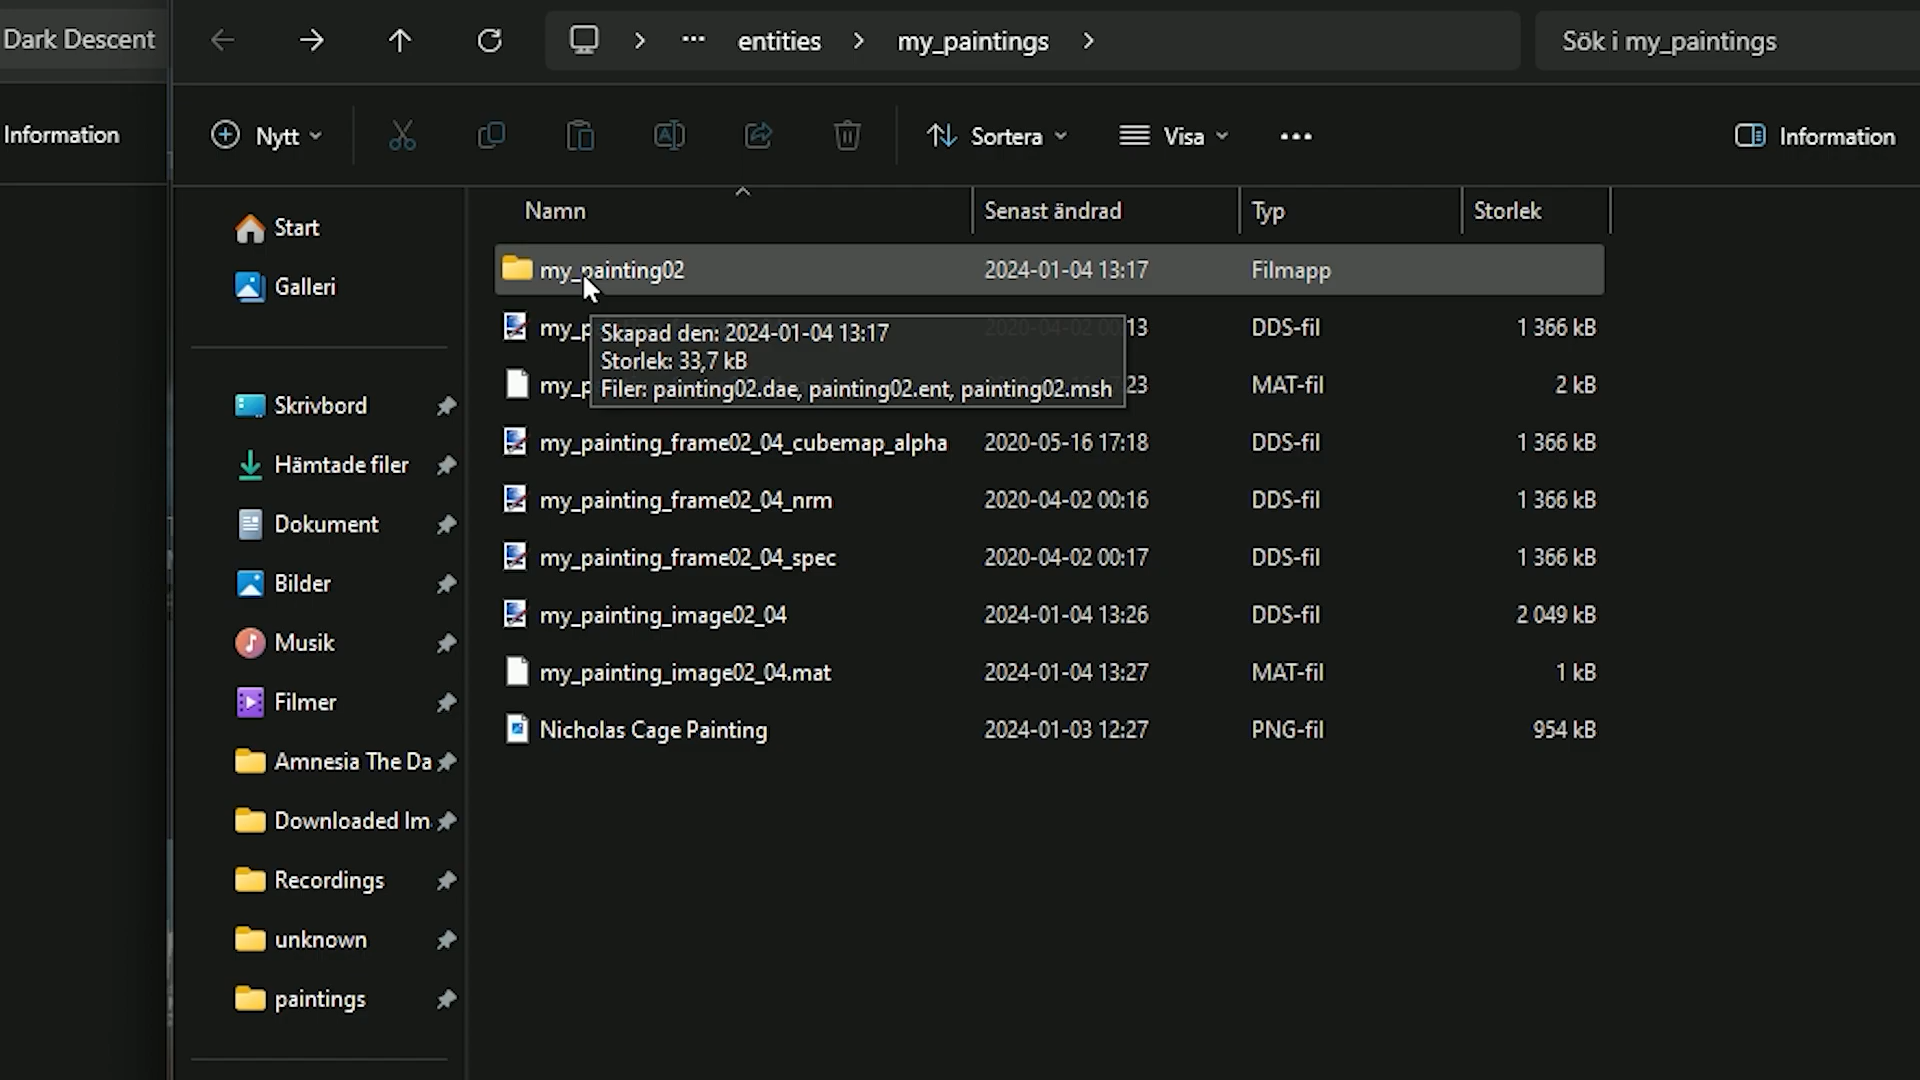 Dark Descent
entities
my_paintings
Sök i my_paintings
Information
Nytt
Sortera
Visa
Information
Namn
Senast ändrad
Typ
Storlek
Start
Galleri
Skrivbord
Hämtade filer
Dokument
Bilder
Musik
Filmer
Amnesia The Da
Downloaded Im
Recordings
unknown
paintings
my_painting02 2024-01-04 13:17 Filmapp
my_p 2020-04-02 00:13 DDS-fil 1 366 kB
my_p 23 MAT-fil 2 kB
Skapad den: 2024-01-04 13:17
Storlek: 33,7 kB
Filer: painting02.dae, painting02.ent, painting02.msh
my_painting_frame02_04_cubemap_alpha 2020-05-16 17:18 DDS-fil 1 366 kB
my_painting_frame02_04_nrm 2020-04-02 00:16 DDS-fil 1 366 kB
my_painting_frame02_04_spec 2020-04-02 00:17 DDS-fil 1 366 kB
my_painting_image02_04 2024-01-04 13:26 DDS-fil 2 049 kB
my_painting_image02_04.mat 2024-01-04 13:27 MAT-fil 1 kB
Nicholas Cage Painting 2024-01-03 12:27 PNG-fil 954 kB